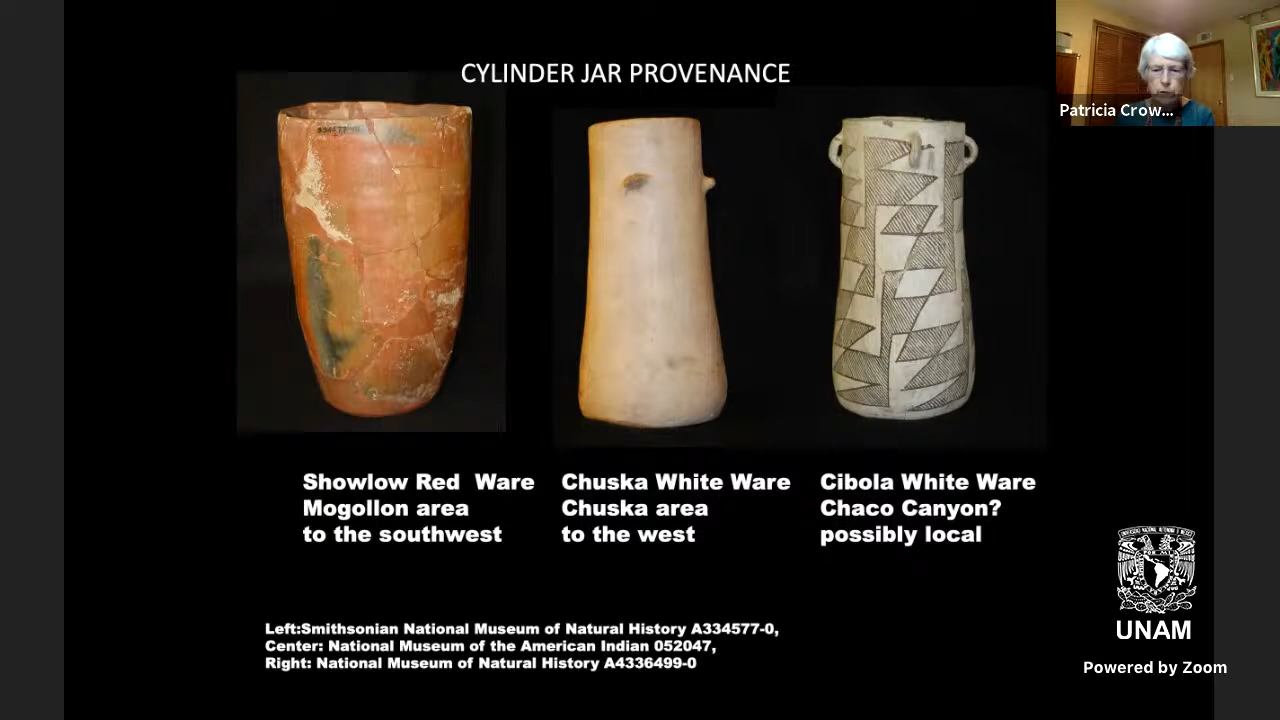 CYLINDER JAR PROVENANCE
Patricia Crow...
Showlow Red  Ware
Mogollon area
to the southwest
Chuska White Ware
Chuska area
to the west
Cibola White Ware
Chaco Canyon?
possibly local
Left:Smithsonian National Museum of Natural History A334577-0,
Center: National Museum of the American Indian 052047,
Right: National Museum of Natural History A4336499-0
UNAM
Powered by Zoom